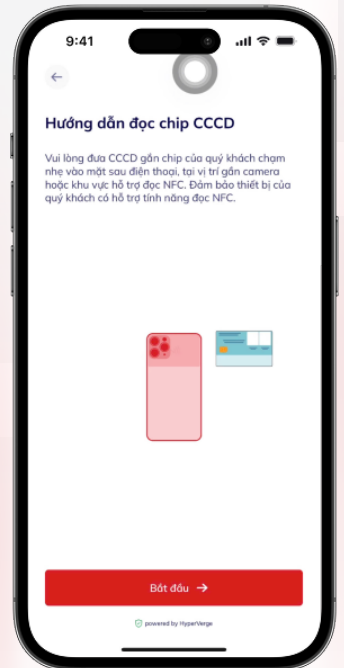 9:41
Hướng dẫn đọc chip CCCD
Vui lòng đưa CCCD gắn chip của quý khách chạm
nhẹ vào mặt sau điện thoại, tại vị trí gần camera
hoặc khu vực hỗ trợ đọc NFC. Đảm bảo thiết bị của
quý khách có hỗ trợ tính năng đọc NFC.
Bắt đầu →
powered by HyperVerge